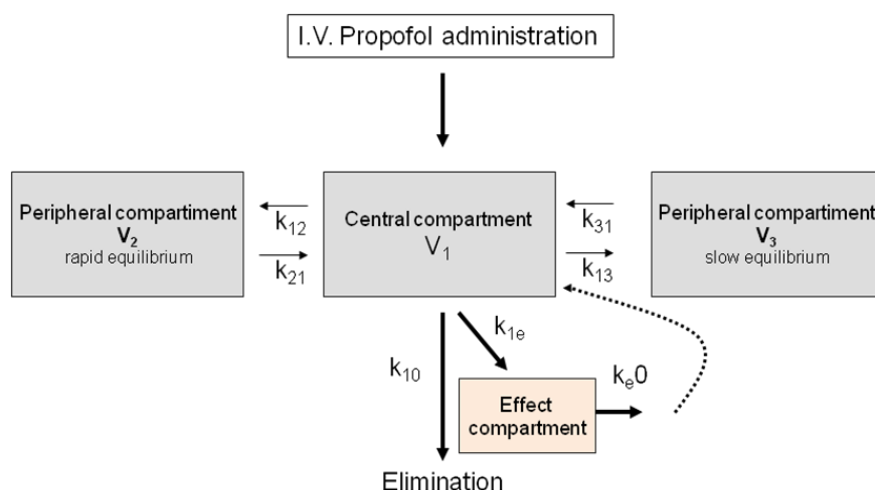 I.V. Propofol administration
Peripheral compartiment
V2
rapid equilibrium
k12
k21
Central compartment
V1
k31
k13
Peripheral compartiment
V3
slow equilibrium
k10
k1e
ke0
Effect
compartment
Elimination